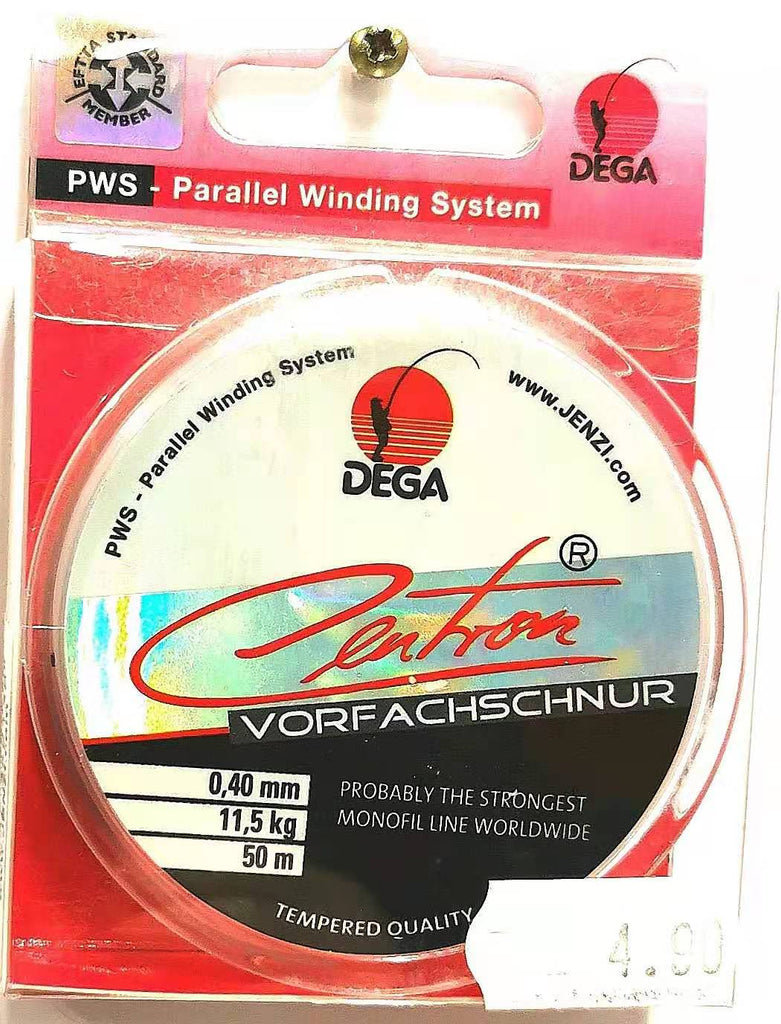 EFTTA STANDARD
MEMBER
DEGA
PWS - Parallel Winding System
PWS - Parallel Winding System
www.JENZI.com
DEGA
Centron ®
VORFACHSCHNUR
0,40 mm
11,5 kg
50 m
PROBABLY THE STRONGEST
MONOFIL LINE WORLDWIDE
TEMPERED QUALITY
4.90